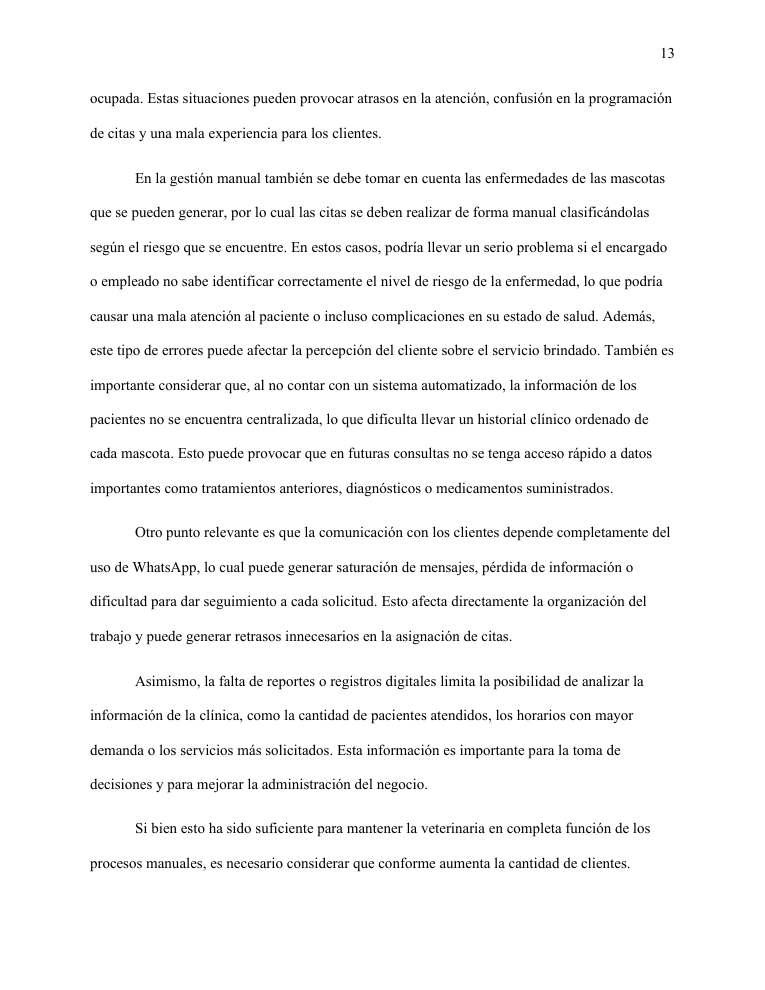 13
ocupada. Estas situaciones pueden provocar atrasos en la atención, confusión en la programación
de citas y una mala experiencia para los clientes.
En la gestión manual también se debe tomar en cuenta las enfermedades de las mascotas
que se pueden generar, por lo cual las citas se deben realizar de forma manual clasificándolas
según el riesgo que se encuentre. En estos casos, podría llevar un serio problema si el encargado
o empleado no sabe identificar correctamente el nivel de riesgo de la enfermedad, lo que podría
causar una mala atención al paciente o incluso complicaciones en su estado de salud. Además,
este tipo de errores puede afectar la percepción del cliente sobre el servicio brindado. También es
importante considerar que, al no contar con un sistema automatizado, la información de los
pacientes no se encuentra centralizada, lo que dificulta llevar un historial clínico ordenado de
cada mascota. Esto puede provocar que en futuras consultas no se tenga acceso rápido a datos
importantes como tratamientos anteriores, diagnósticos o medicamentos suministrados.
Otro punto relevante es que la comunicación con los clientes depende completamente del
uso de WhatsApp, lo cual puede generar saturación de mensajes, pérdida de información o
dificultad para dar seguimiento a cada solicitud. Esto afecta directamente la organización del
trabajo y puede generar retrasos innecesarios en la asignación de citas.
Asimismo, la falta de reportes o registros digitales limita la posibilidad de analizar la
información de la clínica, como la cantidad de pacientes atendidos, los horarios con mayor
demanda o los servicios más solicitados. Esta información es importante para la toma de
decisiones y para mejorar la administración del negocio.
Si bien esto ha sido suficiente para mantener la veterinaria en completa función de los
procesos manuales, es necesario considerar que conforme aumenta la cantidad de clientes.